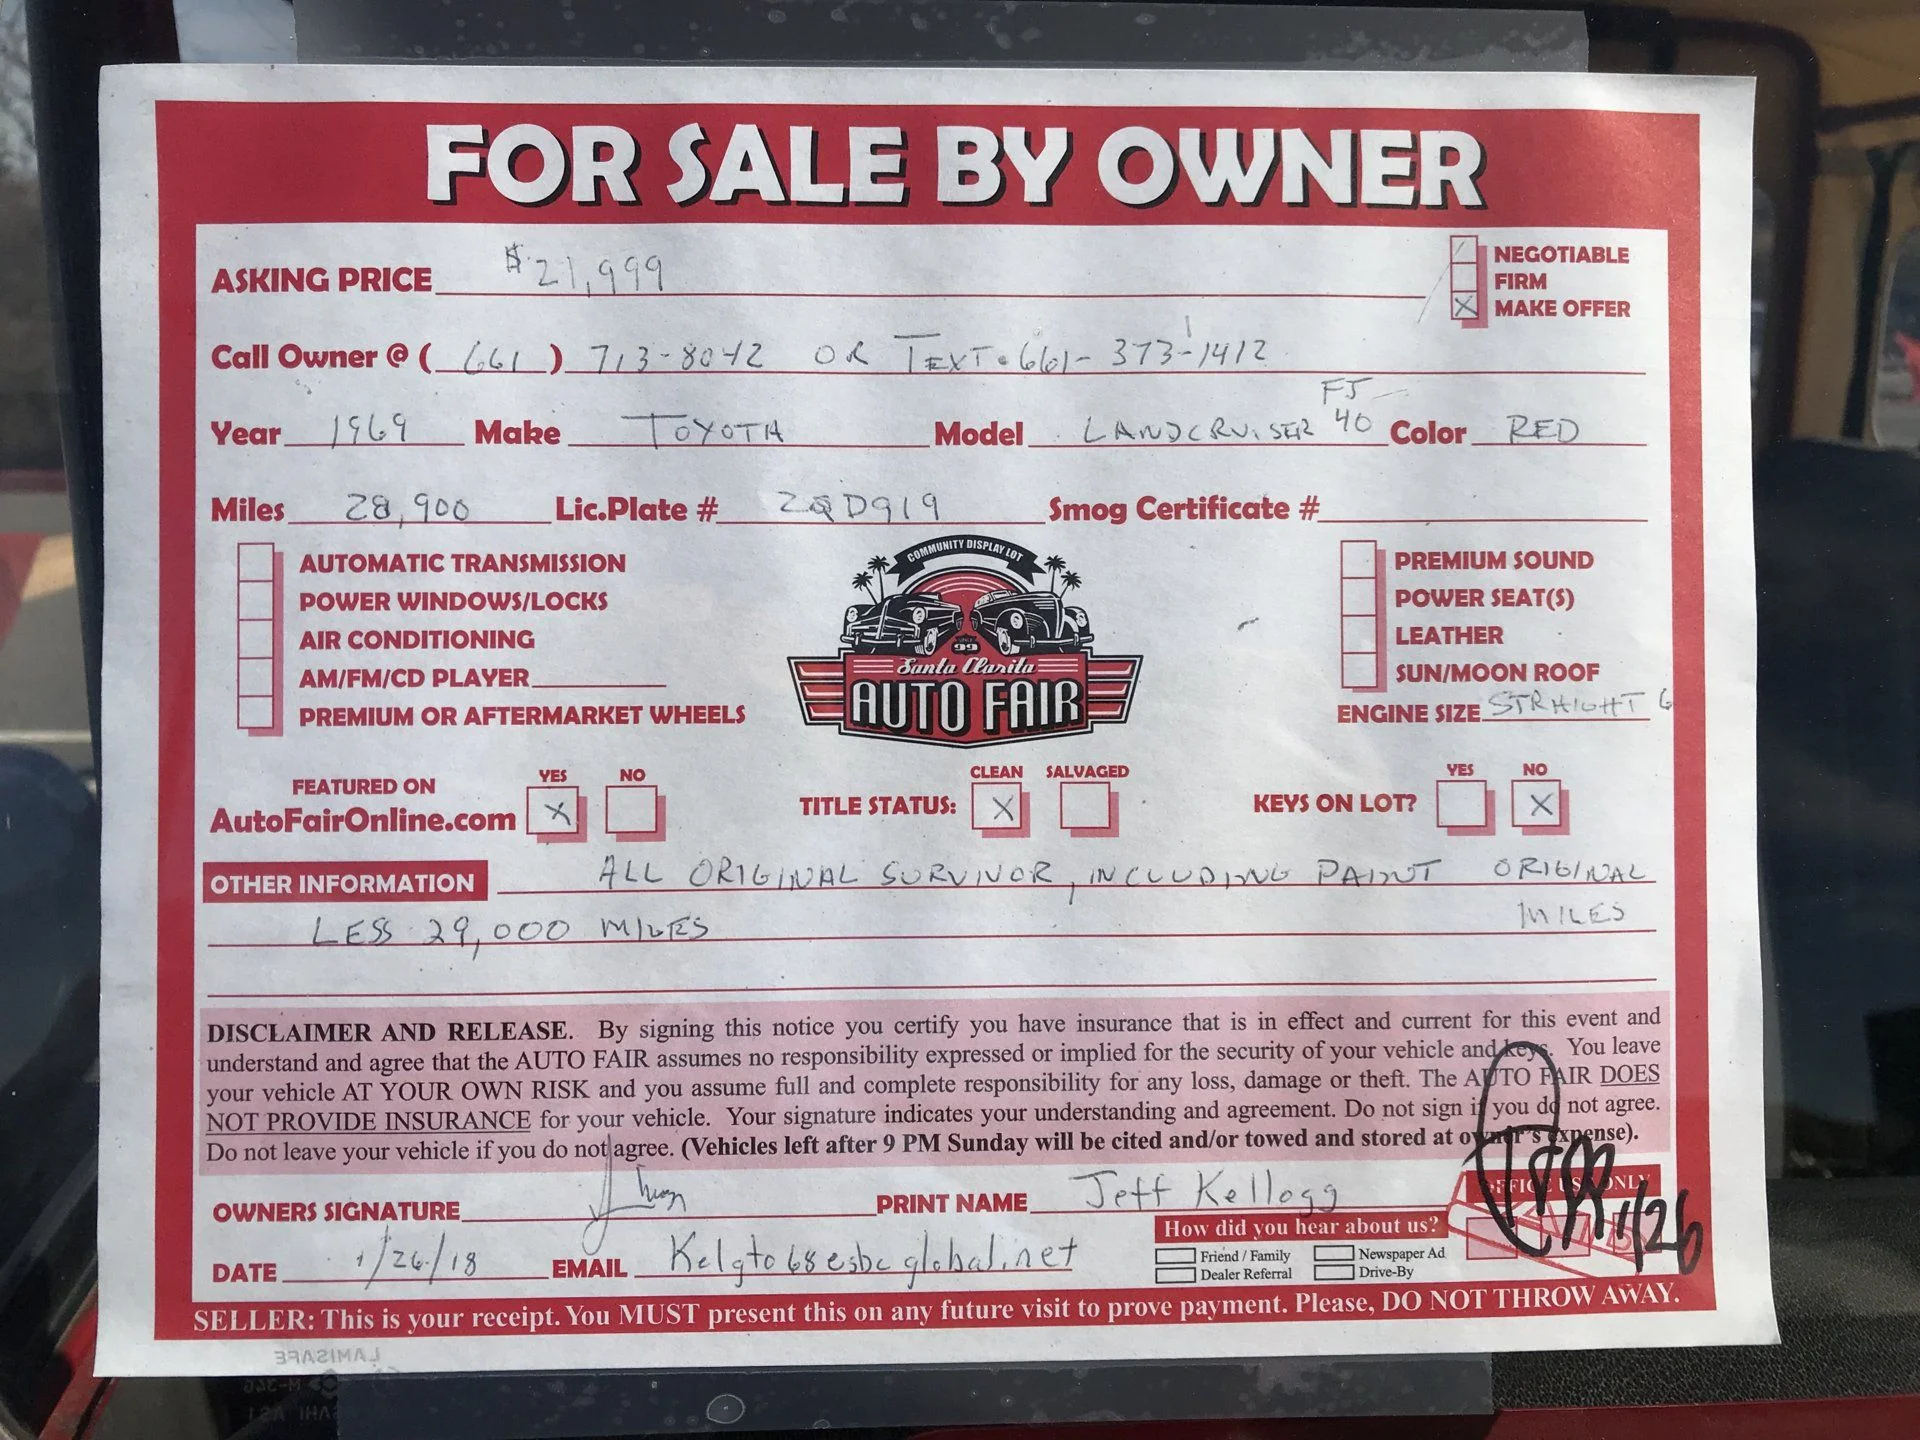 FOR SALE BY OWNER
ASKING PRICE $21,999
NEGOTIABLE
FIRM
MAKE OFFER
Call Owner @ ( 661 ) 713-8042 OR TEXT. 661- 373-1412
Year 1969 Make TOYOTA Model LANDCRUISER FJ 40 Color RED
Miles 28,900 Lic.Plate # ZQD919 Smog Certificate #
AUTOMATIC TRANSMISSION
POWER WINDOWS/LOCKS
AIR CONDITIONING
AM/FM/CD PLAYER
PREMIUM OR AFTERMARKET WHEELS
COMMUNITY DISPLAY LOT
SINCE 99
Santa Clarita
AUTO FAIR
PREMIUM SOUND
POWER SEAT(S)
LEATHER
SUN/MOON ROOF
ENGINE SIZE STRAIGHT 6
FEATURED ON
AutoFairOnline.com YES X NO
TITLE STATUS: CLEAN X SALVAGED
KEYS ON LOT? YES NO X
OTHER INFORMATION ALL ORIGINAL SURVIVOR, INCLUDING PAINT ORIGINAL
LESS 29,000 MILES MILES
DISCLAIMER AND RELEASE. By signing this notice you certify you have insurance that is in effect and current for this event and
understand and agree that the AUTO FAIR assumes no responsibility expressed or implied for the security of your vehicle and keys. You leave
your vehicle AT YOUR OWN RISK and you assume full and complete responsibility for any loss, damage or theft. The AUTO FAIR DOES
NOT PROVIDE INSURANCE for your vehicle. Your signature indicates your understanding and agreement. Do not sign if you do not agree.
Do not leave your vehicle if you do not agree. (Vehicles left after 9 PM Sunday will be cited and/or towed and stored at owner's expense).
OWNERS SIGNATURE PRINT NAME Jeff Kellogg
OFFICE USE ONLY
1/26
DATE 1/26/18 EMAIL Kelgto68@sbcglobal.net
How did you hear about us?
Friend / Family Newspaper Ad
Dealer Referral Drive-By
SELLER: This is your receipt. You MUST present this on any future visit to prove payment. Please, DO NOT THROW AWAY.
LAMISAFE